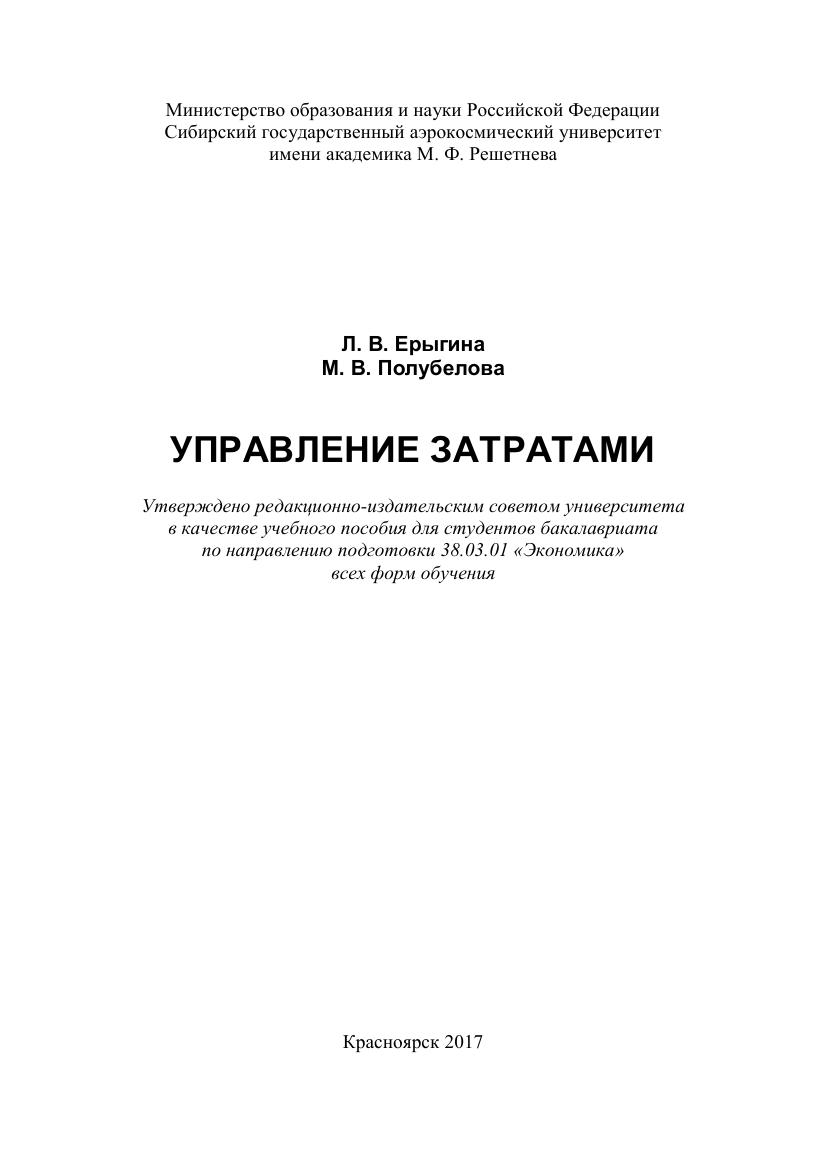 Министерство образования и науки Российской Федерации
Сибирский государственный аэрокосмический университет
имени академика М. Ф. Решетнева
Л. В. Ерыгина
М. В. Полубелова
УПРАВЛЕНИЕ ЗАТРАТАМИ
Утверждено редакционно-издательским советом университета
в качестве учебного пособия для студентов бакалавриата
по направлению подготовки 38.03.01 «Экономика»
всех форм обучения
Красноярск 2017